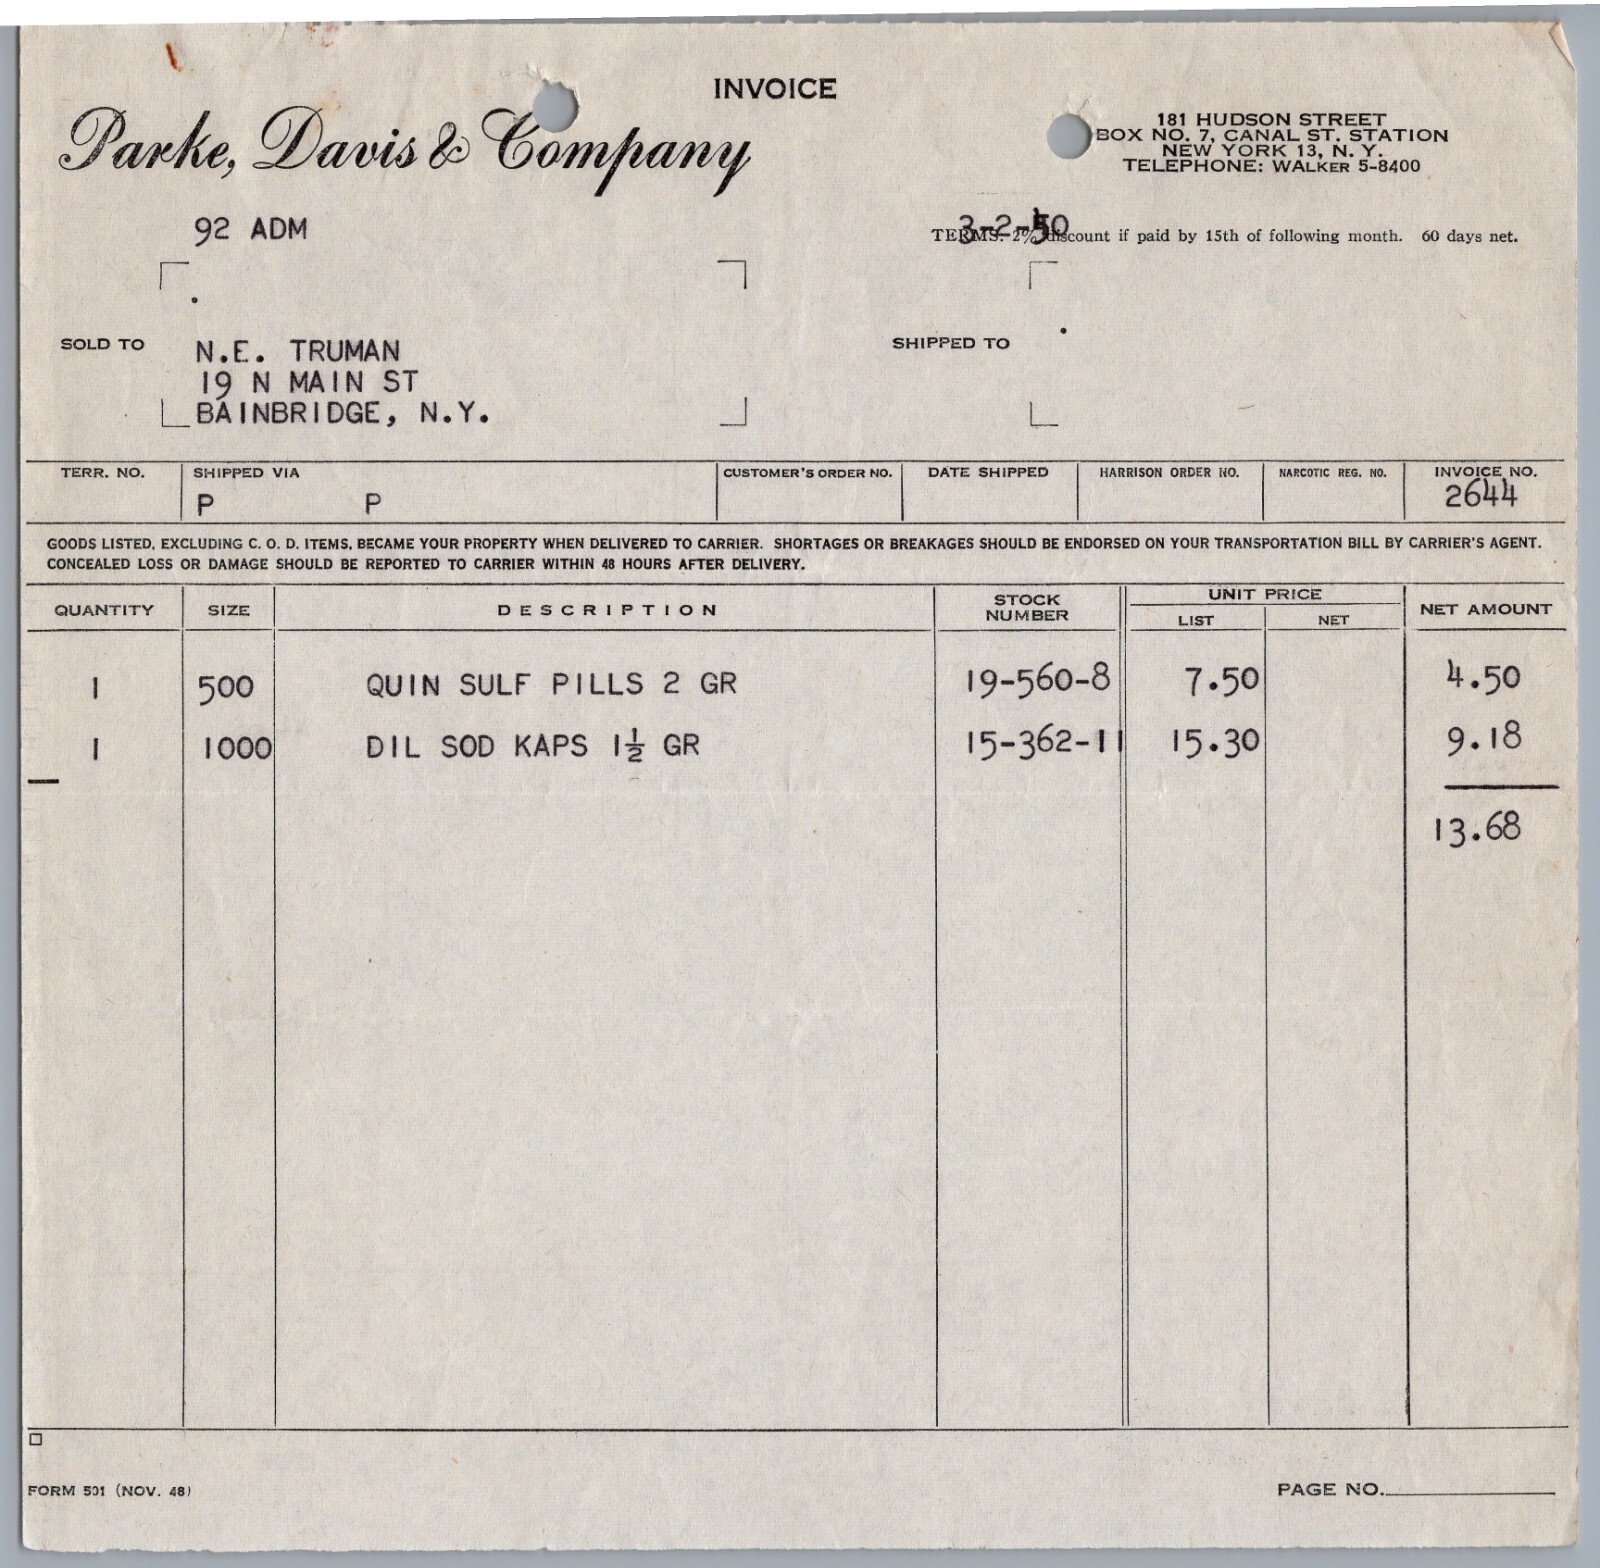 INVOICE
Parke, Davis & Company
181 HUDSON STREET
BOX NO. 7, CANAL ST. STATION
NEW YORK 13, N. Y.
TELEPHONE: WALKER 5-8400
92 ADM
3-2-50
TERMS: 2% discount if paid by 15th of following month. 60 days net.
SOLD TO
N.E. TRUMAN
19 N MAIN ST
BAINBRIDGE, N.Y.
SHIPPED TO
TERR. NO. SHIPPED VIA CUSTOMER'S ORDER NO. DATE SHIPPED HARRISON ORDER NO. NARCOTIC REG. NO. INVOICE NO.
P P 2644
GOODS LISTED, EXCLUDING C. O. D. ITEMS, BECAME YOUR PROPERTY WHEN DELIVERED TO CARRIER. SHORTAGES OR BREAKAGES SHOULD BE ENDORSED ON YOUR TRANSPORTATION BILL BY CARRIER'S AGENT.
CONCEALED LOSS OR DAMAGE SHOULD BE REPORTED TO CARRIER WITHIN 48 HOURS AFTER DELIVERY.
QUANTITY SIZE DESCRIPTION STOCK NUMBER UNIT PRICE LIST NET NET AMOUNT
1 500 QUIN SULF PILLS 2 GR 19-560-8 7.50 4.50
1 1000 DIL SOD KAPS 1½ GR 15-362-11 15.30 9.18
13.68
FORM 501 (NOV. 48)
PAGE NO.